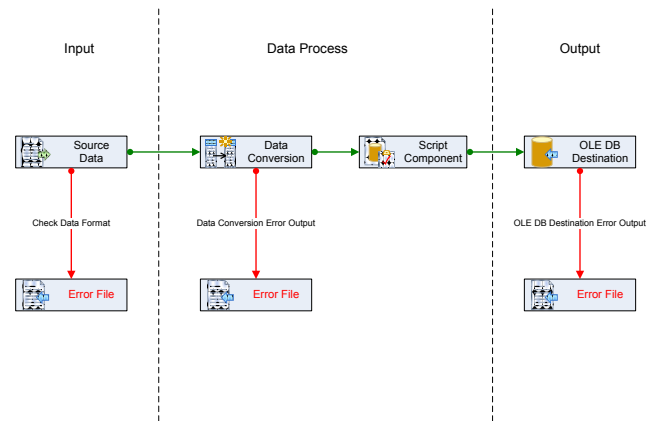 Input
Data Process
Output
Source
Data
Data
Conversion
Script
Component
OLE DB
Destination
Check Data Format
Data Conversion Error Output
OLE DB Destination Error Output
Error File
Error File
Error File